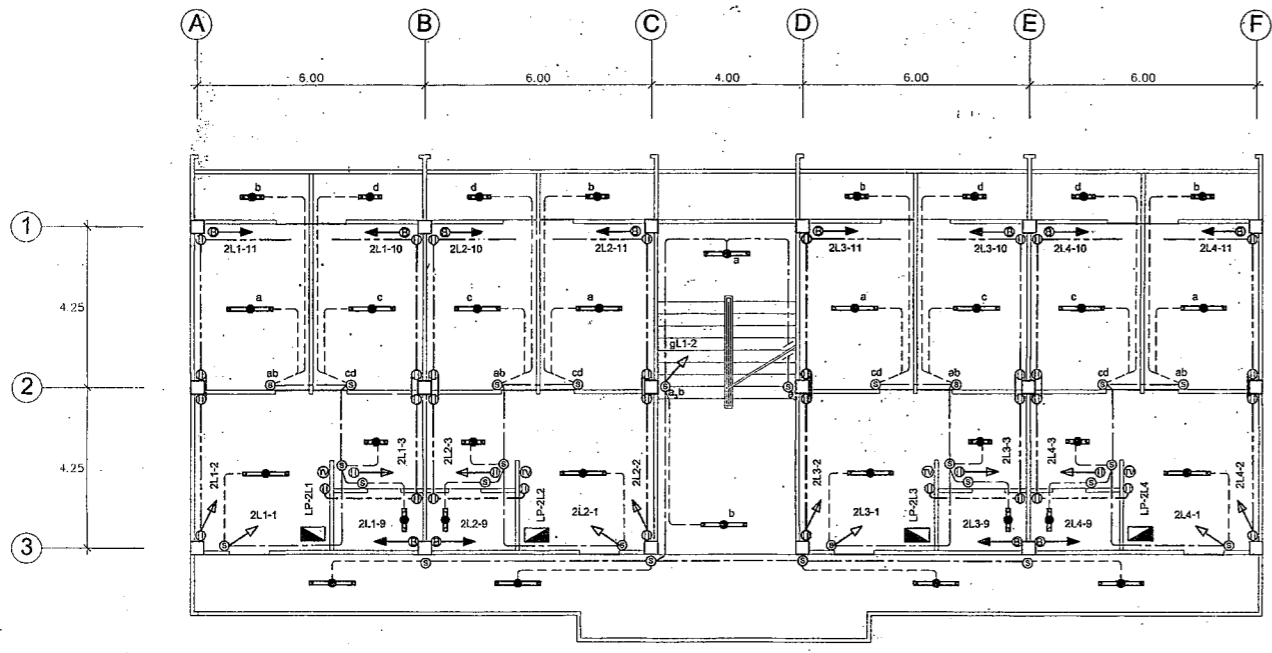 A B C D E F
6.00 6.00 4.00 6.00 6.00
b d d b b d d b
1
2L1-11 2L1-10 2L2-10 2L2-11 2L3-11 2L3-10 2L4-10 2L4-11
a
4.25
a c c a a c c a
gL1-2
2
ab cd ab cd a,b cd ab cd ab
4.25
2L1-3 2L2-3 2L3-3 2L4-3
2L1-2 2L2-2 2L3-2 2L4-2
TV TV TV TV
LP-2L1 LP-2L2 LP-2L3 LP-2L4
2L1-1 2L1-9 2L2-9 2L2-1 b 2L3-1 2L3-9 2L4-9 2L4-1
3